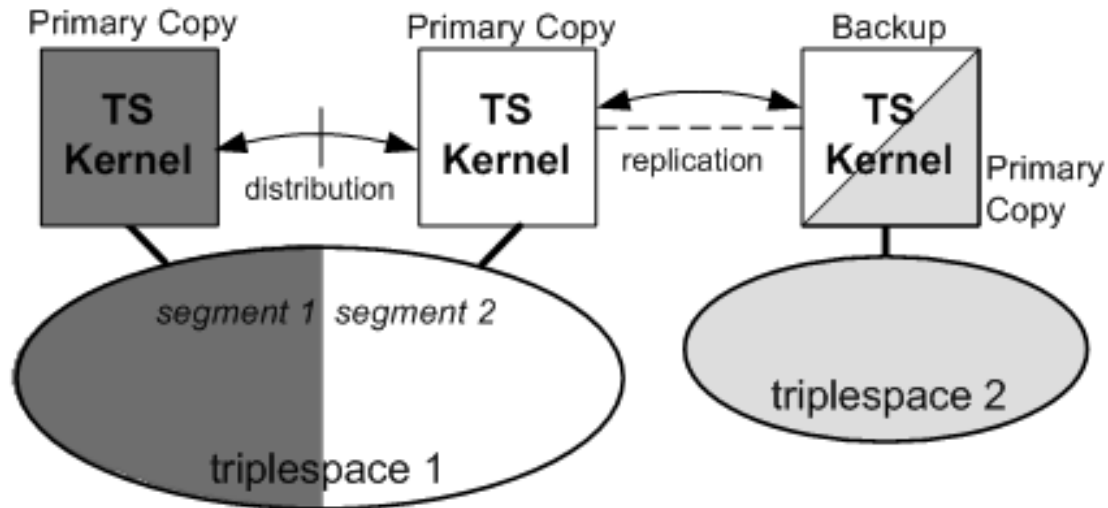 Primary Copy
Primary Copy
Backup
TS
Kernel
TS
Kernel
TS
Kernel
distribution
replication
Primary
Copy
segment 1
segment 2
triplespace 1
triplespace 2